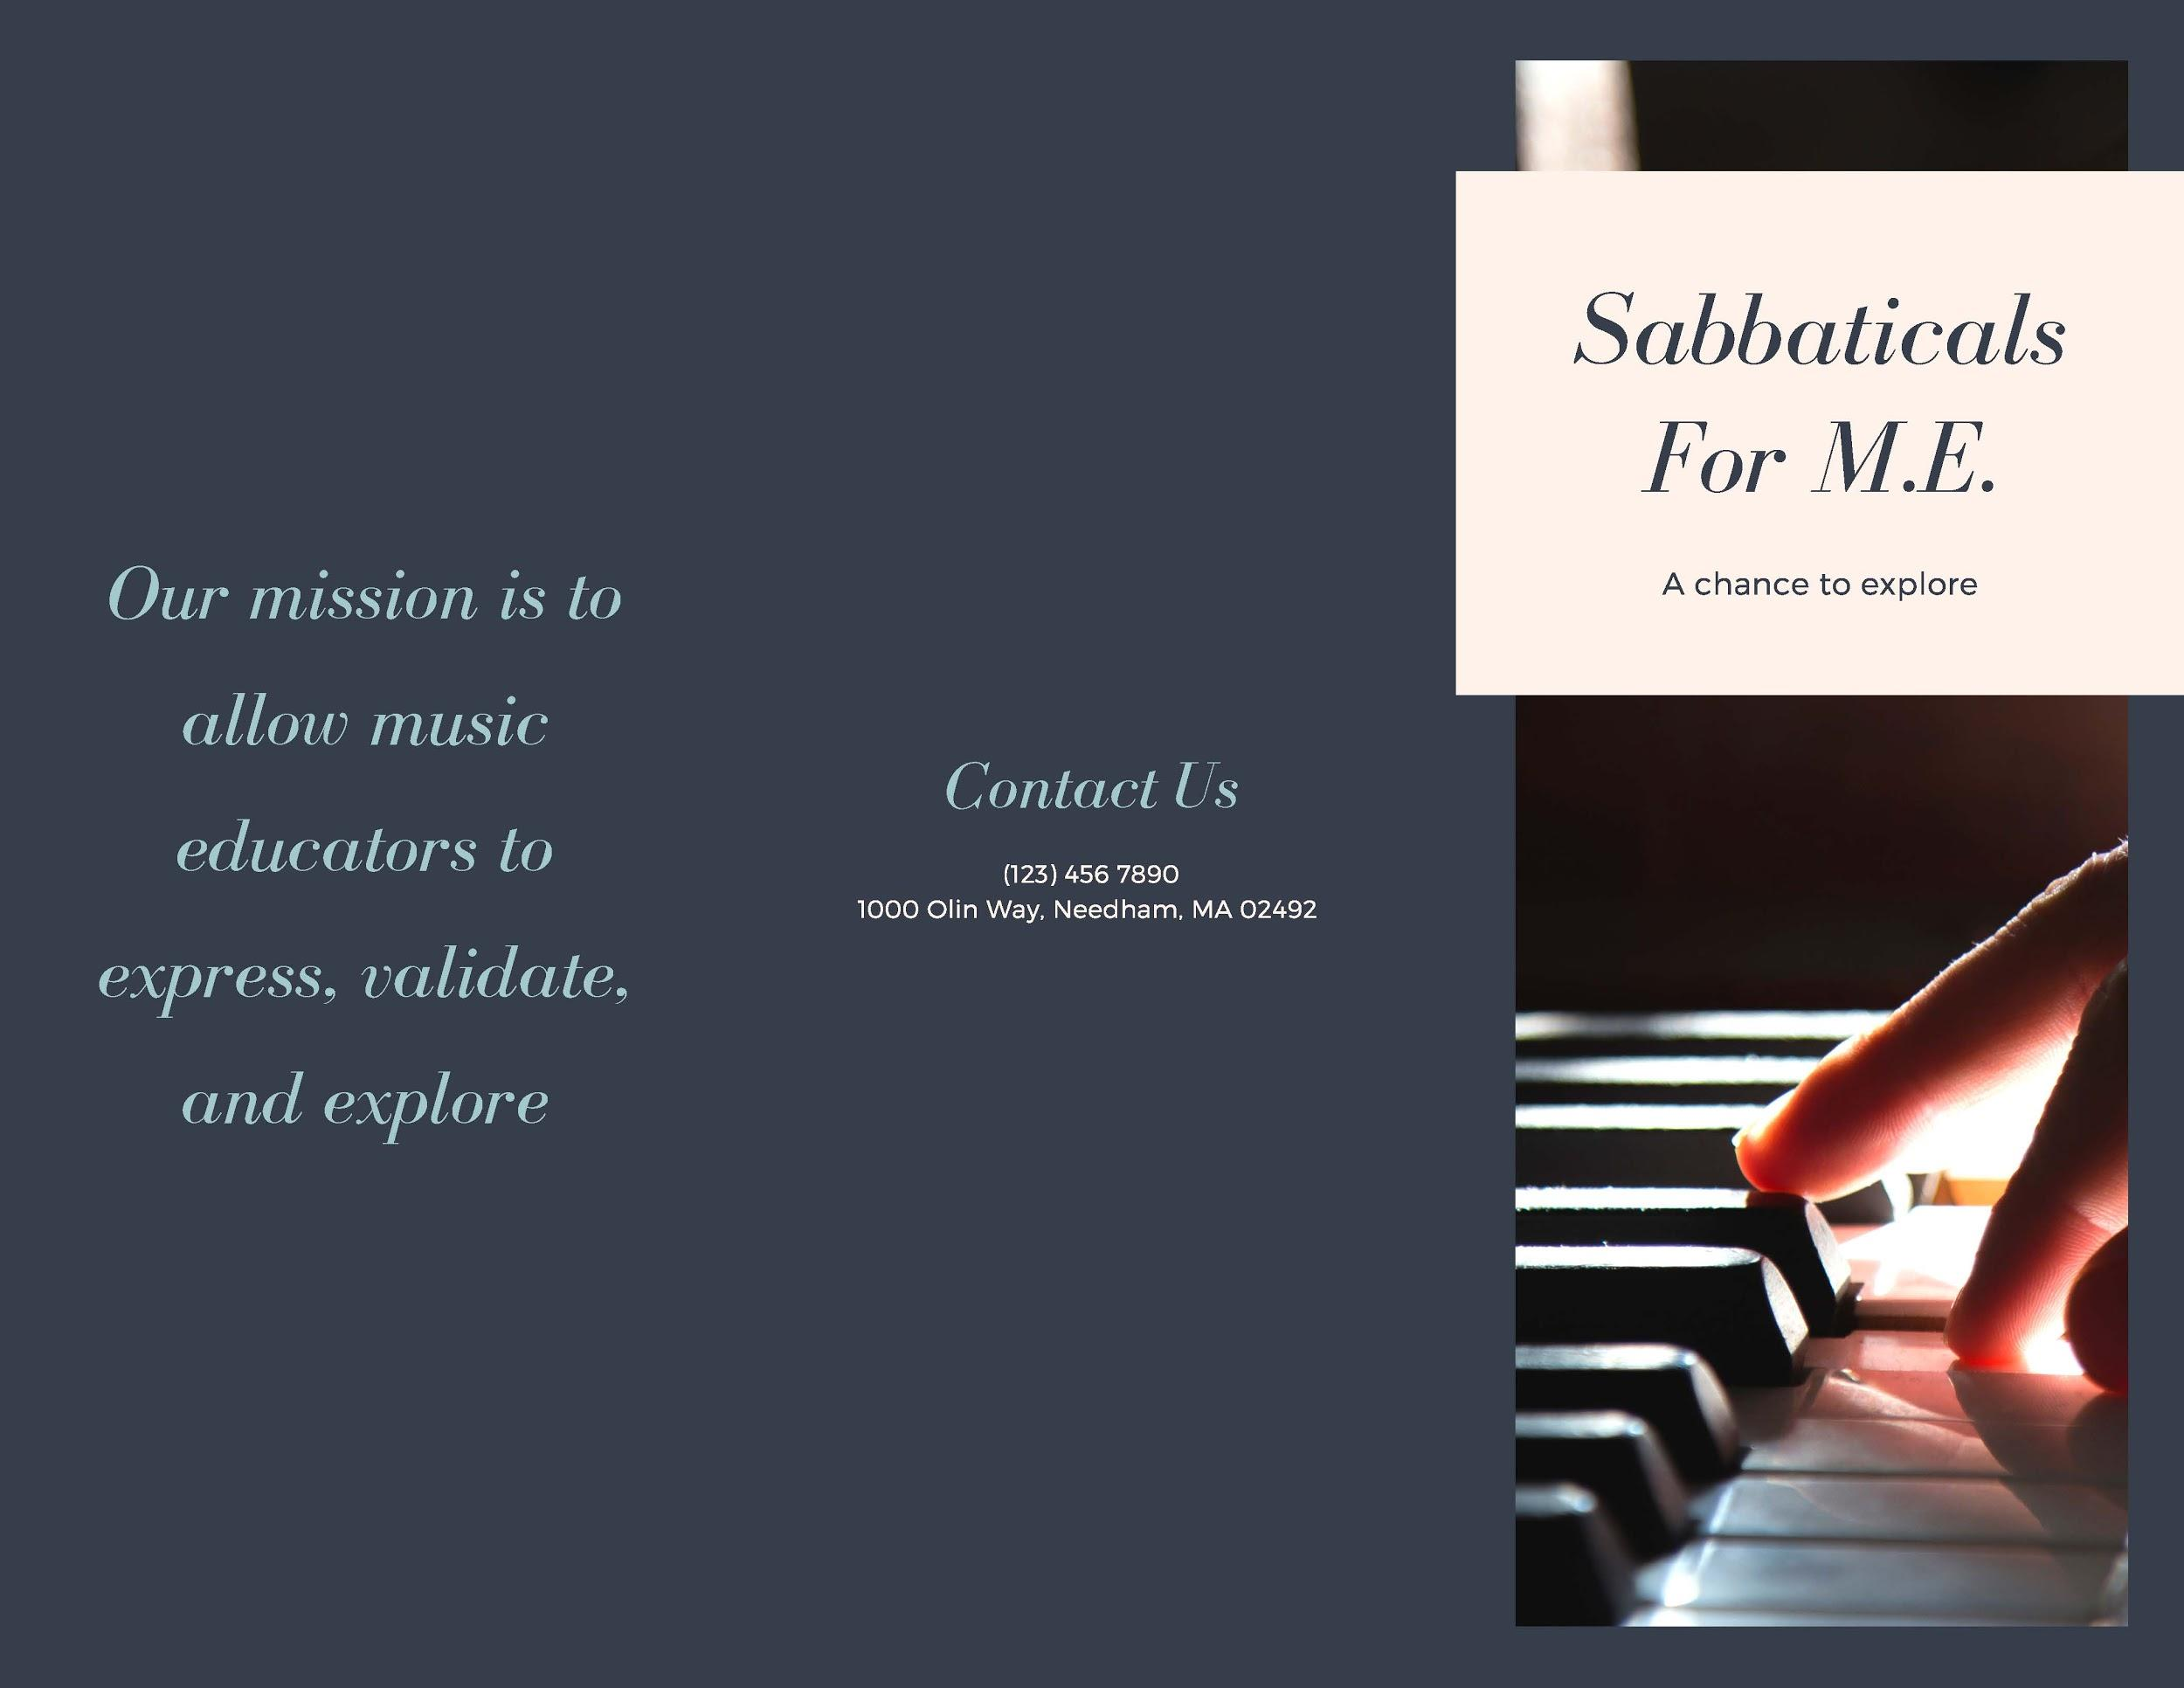 Our mission is to
allow music
educators to
express, validate,
and explore
Contact Us
(123) 456 7890
1000 Olin Way, Needham, MA 02492
Sabbaticals
For M.E.
A chance to explore